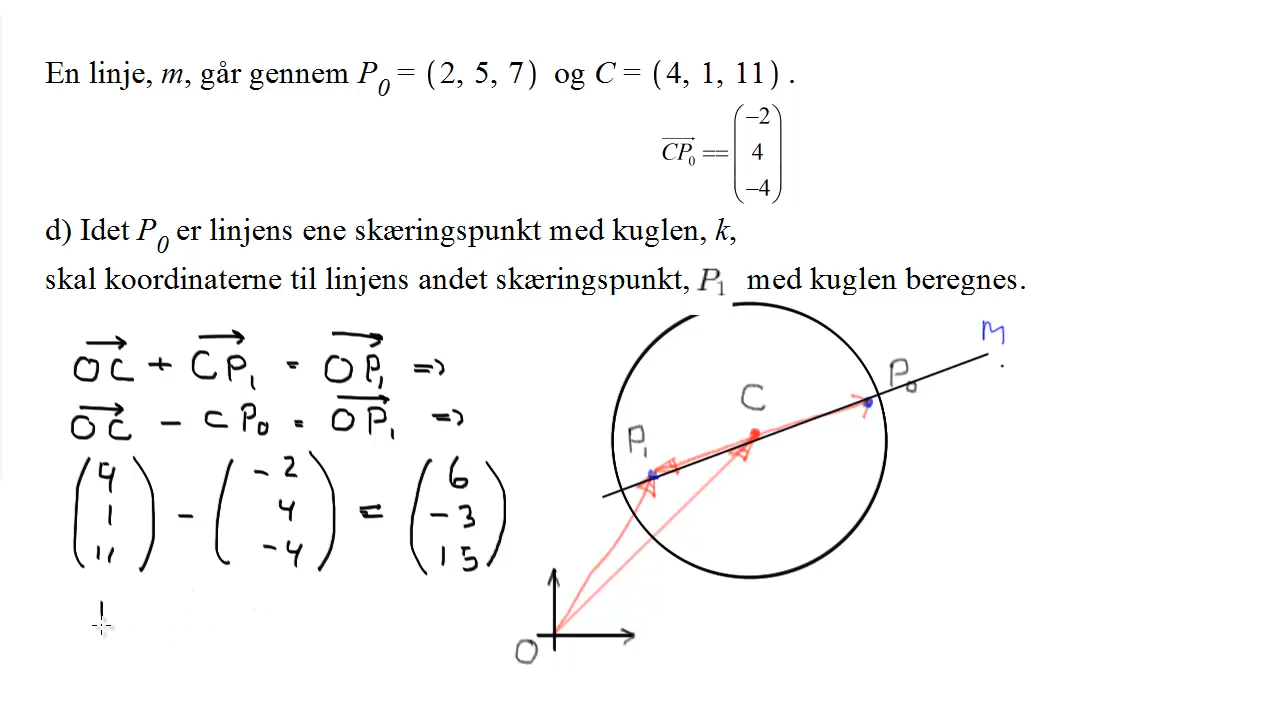 En linje, m, går gennem P₀ = (2, 5, 7) og C = (4, 1, 11) .
CP₀ == (−2 4 −4)
d) Idet P₀ er linjens ene skæringspunkt med kuglen, k,
skal koordinaterne til linjens andet skæringspunkt, P₁ med kuglen beregnes.
OC + CP₁ = OP₁ =>
OC − CP₀ = OP₁ =>
(4 1 11) − (−2 4 −4) = (6 −3 15)
m
P₀
C
P₁
O